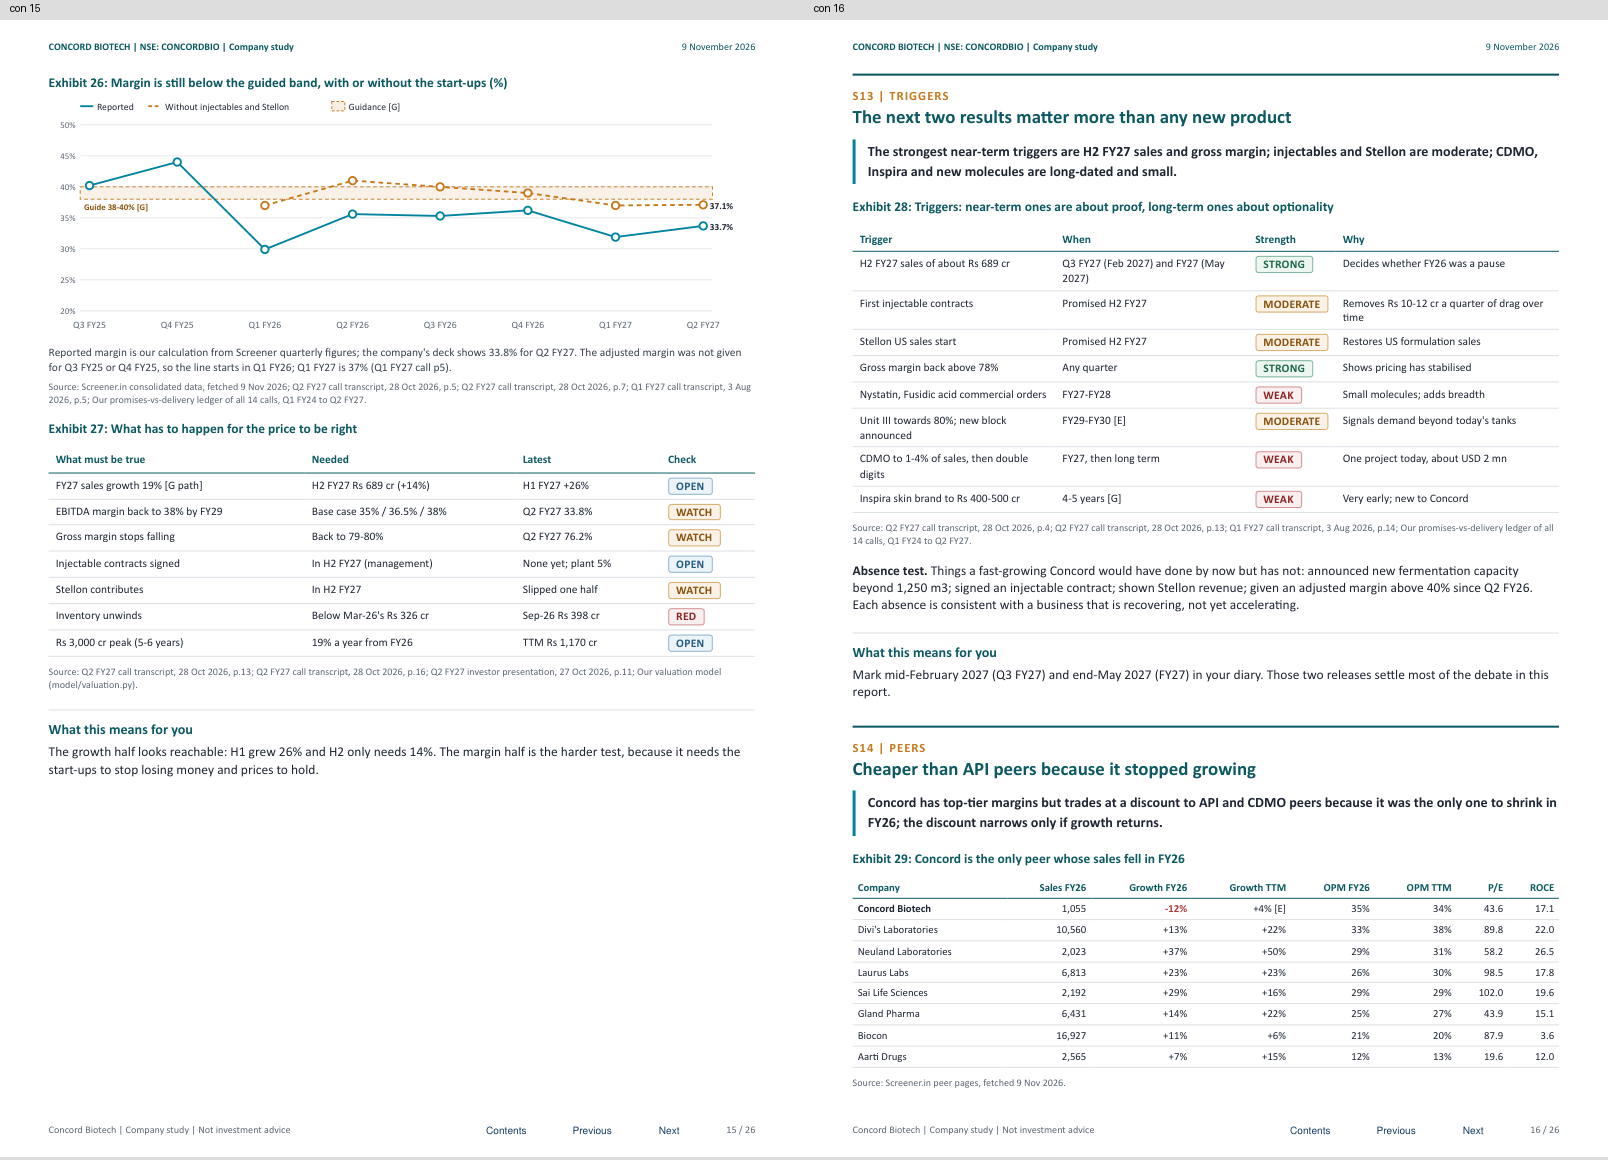 con 15
CONCORD BIOTECH | NSE: CONCORDBIO | Company study 9 November 2026
Exhibit 26: Margin is still below the guided band, with or without the start-ups (%)
Reported Without injectables and Stellon Guidance [G]
50%
45%
40%
Guide 38-40% [G]
35%
30%
25%
20%
37.1%
33.7%
Q3 FY25 Q4 FY25 Q1 FY26 Q2 FY26 Q3 FY26 Q4 FY26 Q1 FY27 Q2 FY27
Reported margin is our calculation from Screener quarterly figures; the company's deck shows 33.8% for Q2 FY27. The adjusted margin was not given
for Q3 FY25 or Q4 FY25, so the line starts in Q1 FY26; Q1 FY27 is 37% (Q1 FY27 call p5).
Source: Screener.in consolidated data, fetched 9 Nov 2026; Q2 FY27 call transcript, 28 Oct 2026, p.5; Q2 FY27 call transcript, 28 Oct 2026, p.7; Q1 FY27 call transcript, 3 Aug
2026, p.5; Our promises-vs-delivery ledger of all 14 calls, Q1 FY24 to Q2 FY27.
Exhibit 27: What has to happen for the price to be right
What must be true Needed Latest Check
FY27 sales growth 19% [G path] H2 FY27 Rs 689 cr (+14%) H1 FY27 +26% OPEN
EBITDA margin back to 38% by FY29 Base case 35% / 36.5% / 38% Q2 FY27 33.8% WATCH
Gross margin stops falling Back to 79-80% Q2 FY27 76.2% WATCH
Injectable contracts signed In H2 FY27 (management) None yet; plant 5% OPEN
Stellon contributes In H2 FY27 Slipped one half WATCH
Inventory unwinds Below Mar-26's Rs 326 cr Sep-26 Rs 398 cr RED
Rs 3,000 cr peak (5-6 years) 19% a year from FY26 TTM Rs 1,170 cr OPEN
Source: Q2 FY27 call transcript, 28 Oct 2026, p.13; Q2 FY27 call transcript, 28 Oct 2026, p.16; Q2 FY27 investor presentation, 27 Oct 2026, p.11; Our valuation model
(model/valuation.py).
What this means for you
The growth half looks reachable: H1 grew 26% and H2 only needs 14%. The margin half is the harder test, because it needs the
start-ups to stop losing money and prices to hold.
Concord Biotech | Company study | Not investment advice Contents Previous Next 15 / 26
con 16
CONCORD BIOTECH | NSE: CONCORDBIO | Company study 9 November 2026
S13 | TRIGGERS
The next two results matter more than any new product
The strongest near-term triggers are H2 FY27 sales and gross margin; injectables and Stellon are moderate; CDMO,
Inspira and new molecules are long-dated and small.
Exhibit 28: Triggers: near-term ones are about proof, long-term ones about optionality
Trigger When Strength Why
H2 FY27 sales of about Rs 689 cr Q3 FY27 (Feb 2027) and FY27 (May STRONG Decides whether FY26 was a pause
2027)
First injectable contracts Promised H2 FY27 MODERATE Removes Rs 10-12 cr a quarter of drag over
time
Stellon US sales start Promised H2 FY27 MODERATE Restores US formulation sales
Gross margin back above 78% Any quarter STRONG Shows pricing has stabilised
Nystatin, Fusidic acid commercial orders FY27-FY28 WEAK Small molecules; adds breadth
Unit III towards 80%; new block FY29-FY30 [E] MODERATE Signals demand beyond today's tanks
announced
CDMO to 1-4% of sales, then double FY27, then long term WEAK One project today, about USD 2 mn
digits
Inspira skin brand to Rs 400-500 cr 4-5 years [G] WEAK Very early; new to Concord
Source: Q2 FY27 call transcript, 28 Oct 2026, p.4; Q2 FY27 call transcript, 28 Oct 2026, p.13; Q1 FY27 call transcript, 3 Aug 2026, p.14; Our promises-vs-delivery ledger of all
14 calls, Q1 FY24 to Q2 FY27.
Absence test. Things a fast-growing Concord would have done by now but has not: announced new fermentation capacity
beyond 1,250 m3; signed an injectable contract; shown Stellon revenue; given an adjusted margin above 40% since Q2 FY26.
Each absence is consistent with a business that is recovering, not yet accelerating.
What this means for you
Mark mid-February 2027 (Q3 FY27) and end-May 2027 (FY27) in your diary. Those two releases settle most of the debate in this
report.
S14 | PEERS
Cheaper than API peers because it stopped growing
Concord has top-tier margins but trades at a discount to API and CDMO peers because it was the only one to shrink in
FY26; the discount narrows only if growth returns.
Exhibit 29: Concord is the only peer whose sales fell in FY26
Company Sales FY26 Growth FY26 Growth TTM OPM FY26 OPM TTM P/E ROCE
Concord Biotech 1,055 -12% +4% [E] 35% 34% 43.6 17.1
Divi's Laboratories 10,560 +13% +22% 33% 38% 89.8 22.0
Neuland Laboratories 2,023 +37% +50% 29% 31% 58.2 26.5
Laurus Labs 6,813 +23% +23% 26% 30% 98.5 17.8
Sai Life Sciences 2,192 +29% +16% 29% 29% 102.0 19.6
Gland Pharma 6,431 +14% +22% 25% 27% 43.9 15.1
Biocon 16,927 +11% +6% 21% 20% 87.9 3.6
Aarti Drugs 2,565 +7% +15% 12% 13% 19.6 12.0
Source: Screener.in peer pages, fetched 9 Nov 2026.
Concord Biotech | Company study | Not investment advice Contents Previous Next 16 / 26